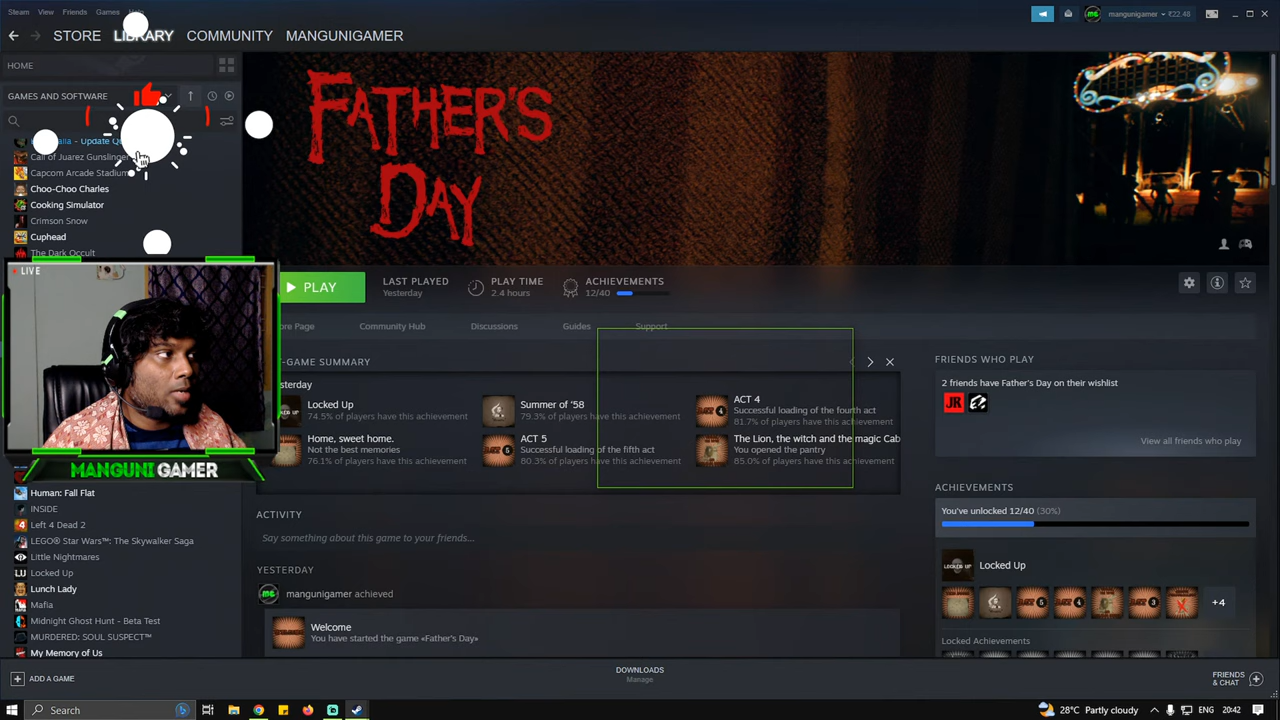 Steam View Friends Games Help
mangunigamer ₹22.48
STORE LIBRARY COMMUNITY MANGUNIGAMER
HOME
GAMES AND SOFTWARE
- Update
Call of Juarez Gunslinger
Capcom Arcade Stadium
Choo-Choo Charles
Cooking Simulator
Crimson Snow
Cuphead
The Dark Occult
LIVE
MANGUNI GAMER
Human: Fall Flat
INSIDE
Left 4 Dead 2
LEGO® Star Wars™: The Skywalker Saga
Little Nightmares
LU Locked Up
Lunch Lady
Mafia
Midnight Ghost Hunt - Beta Test
MURDERED: SOUL SUSPECT™
My Memory of Us
FATHER'S
DAY
PLAY
LAST PLAYED
Yesterday
PLAY TIME
2.4 hours
ACHIEVEMENTS
12/40
ore Page Community Hub Discussions Guides Support
-GAME SUMMARY
sterday
Locked Up
74.5% of players have this achievement
Summer of '58
79.3% of players have this achievement
ACT 4
Successful loading of the fourth act
81.7% of players have this achievement
Home, sweet home.
Not the best memories
76.1% of players have this achievement
ACT 5
Successful loading of the fifth act
80.3% of players have this achievement
The Lion, the witch and the magic Cab
You opened the pantry
85.0% of players have this achievement
ACTIVITY
Say something about this game to your friends...
YESTERDAY
mangunigamer achieved
Welcome
You have started the game «Father's Day»
FRIENDS WHO PLAY
2 friends have Father's Day on their wishlist
JR
View all friends who play
ACHIEVEMENTS
You've unlocked 12/40 (30%)
Locked Up
+4
Locked Achievements
ADD A GAME
DOWNLOADS
Manage
FRIENDS
& CHAT
Search
28°C Partly cloudy
ENG
20:42